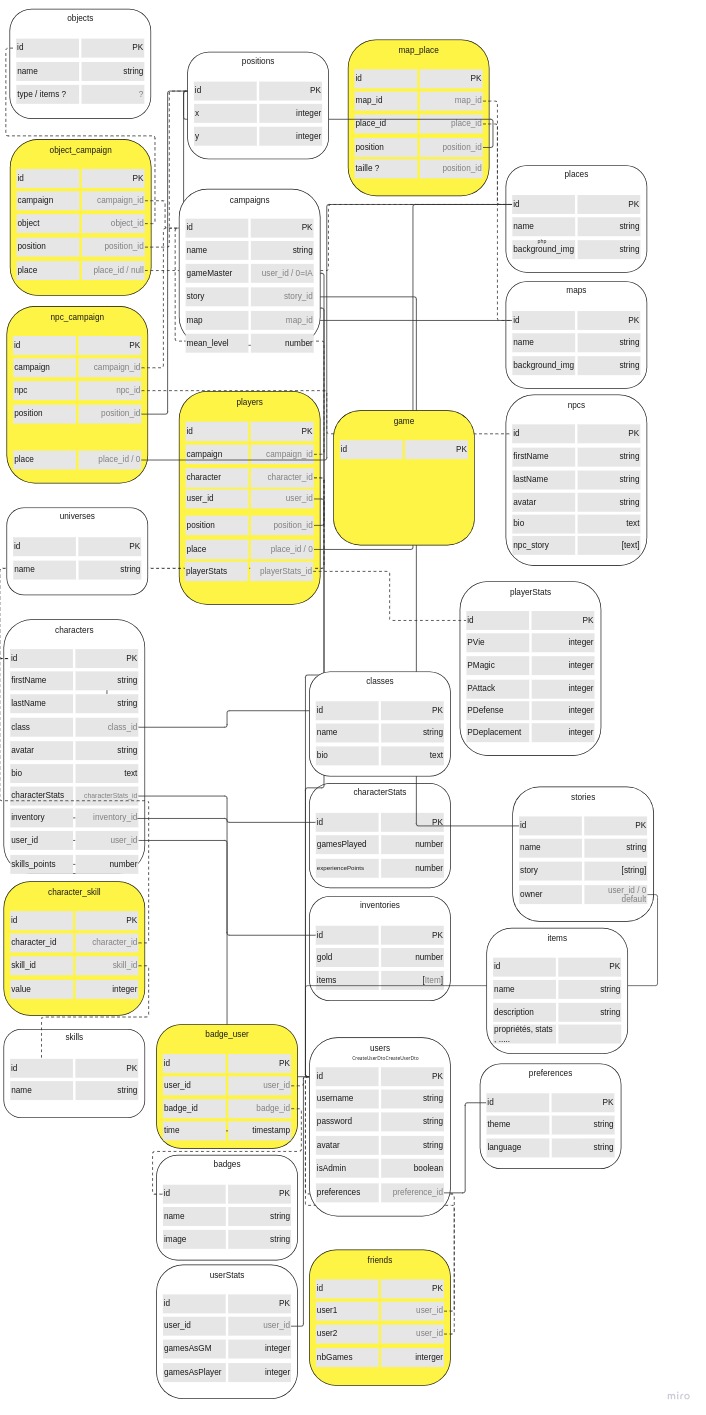 objects
id PK
name string
type / items ? ?
positions
id PK
x integer
y integer
map_place
id PK
map_id map_id
place_id place_id
position position_id
taille ? position_id
object_campaign
id PK
campaign campaign_id
object object_id
position position_id
place place_id / null
campaigns
id PK
name string
gameMaster user_id / 0=IA
story story_id
map map_id
mean_level number
places
id PK
name string
php
background_img string
maps
id PK
name string
background_img string
npc_campaign
id PK
campaign campaign_id
npc npc_id
position position_id
place place_id / 0
players
id PK
campaign campaign_id
character character_id
user_id user_id
position position_id
place place_id / 0
playerStats playerStats_id
game
id PK
npcs
id PK
firstName string
lastName string
avatar string
bio text
npc_story [text]
universes
id PK
name string
playerStats
id PK
PVie integer
PMagic integer
PAttack integer
PDefense integer
PDeplacement integer
characters
id PK
firstName string
lastName string
class class_id
avatar string
bio text
characterStats characterStats_id
inventory inventory_id
user_id user_id
skills_points number
classes
id PK
name string
bio text
characterStats
id PK
gamesPlayed number
experiencePoints number
stories
id PK
name string
story [string]
owner user_id / 0
default
character_skill
id PK
character_id character_id
skill_id skill_id
value integer
inventories
id PK
gold number
items [item]
items
id PK
name string
description string
propriétés, stats
, .....
skills
id PK
name string
badge_user
id PK
user_id user_id
badge_id badge_id
time timestamp
users
CreateUserDtoCreateUserDto
id PK
username string
password string
avatar string
isAdmin boolean
preferences preference_id
preferences
id PK
theme string
language string
badges
id PK
name string
image string
userStats
id PK
user_id user_id
gamesAsGM integer
gamesAsPlayer integer
friends
id PK
user1 user_id
user2 user_id
nbGames interger
miro